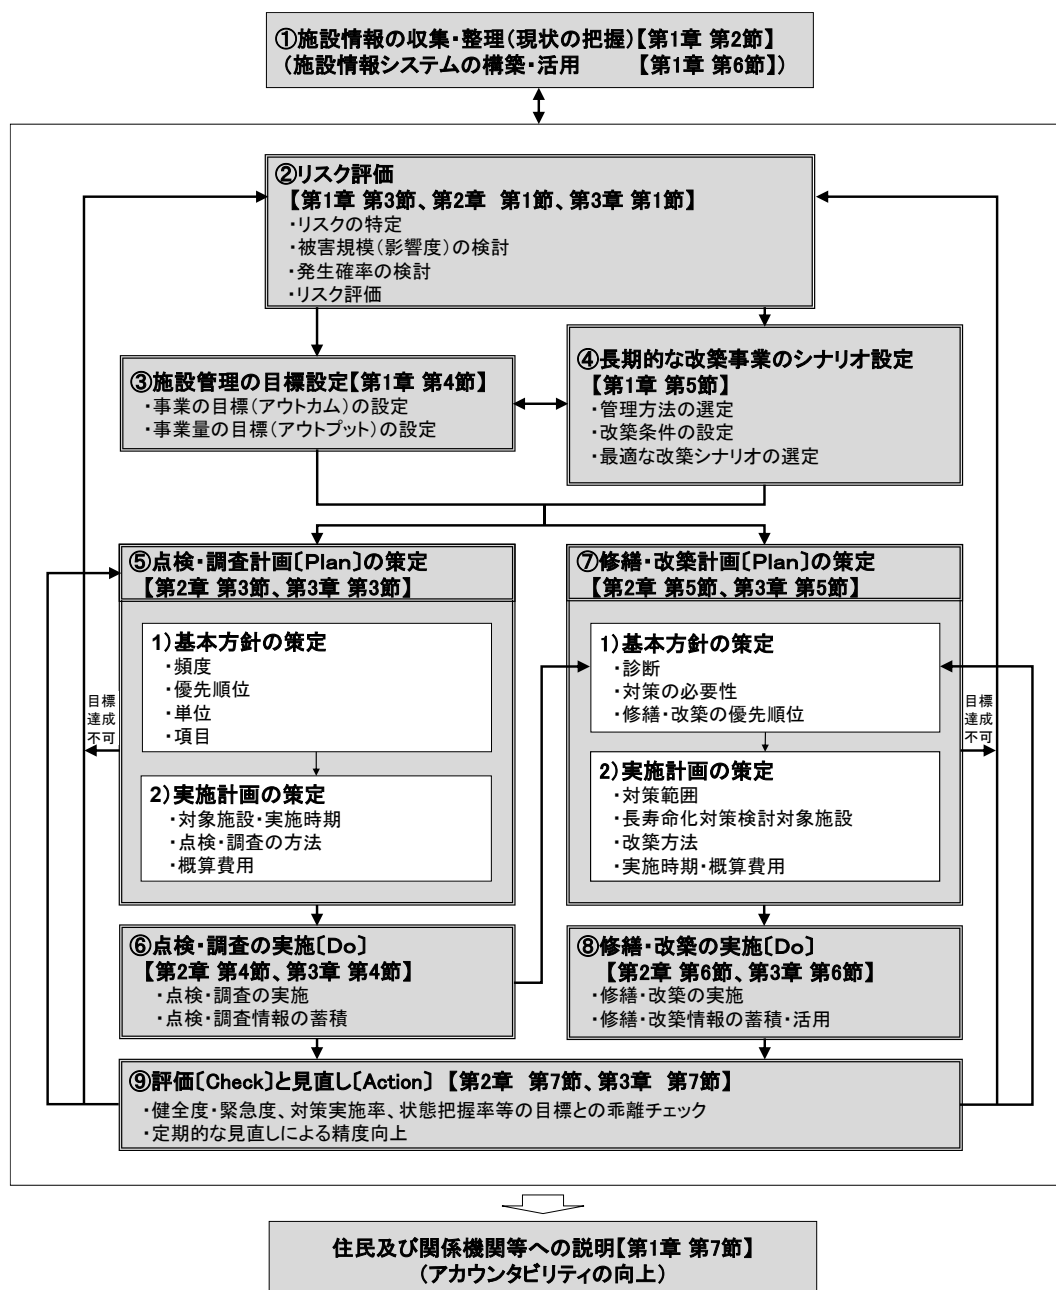 ①施設情報の収集・整理(現状の把握)【第1章 第2節】
(施設情報システムの構築・活用 【第1章 第6節】)
②リスク評価
【第1章 第3節、第2章 第1節、第3章 第1節】
・リスクの特定
・被害規模(影響度)の検討
・発生確率の検討
・リスク評価
③施設管理の目標設定【第1章 第4節】
・事業の目標(アウトカム)の設定
・事業量の目標(アウトプット)の設定
④長期的な改築事業のシナリオ設定
【第1章 第5節】
・管理方法の選定
・改築条件の設定
・最適な改築シナリオの選定
⑤点検・調査計画〔Plan〕の策定
【第2章 第3節、第3章 第3節】
1)基本方針の策定
・頻度
・優先順位
・単位
・項目
目標
達成
不可
2)実施計画の策定
・対象施設・実施時期
・点検・調査の方法
・概算費用
⑦修繕・改築計画〔Plan〕の策定
【第2章 第5節、第3章 第5節】
1)基本方針の策定
・診断
・対策の必要性
・修繕・改築の優先順位
目標
達成
不可
2)実施計画の策定
・対策範囲
・長寿命化対策検討対象施設
・改築方法
・実施時期・概算費用
⑥点検・調査の実施〔Do〕
【第2章 第4節、第3章 第4節】
・点検・調査の実施
・点検・調査情報の蓄積
⑧修繕・改築の実施〔Do〕
【第2章 第6節、第3章 第6節】
・修繕・改築の実施
・修繕・改築情報の蓄積・活用
⑨評価〔Check〕と見直し〔Action〕 【第2章 第7節、第3章 第7節】
・健全度・緊急度、対策実施率、状態把握率等の目標との乖離チェック
・定期的な見直しによる精度向上
住民及び関係機関等への説明【第1章 第7節】
(アカウンタビリティの向上)